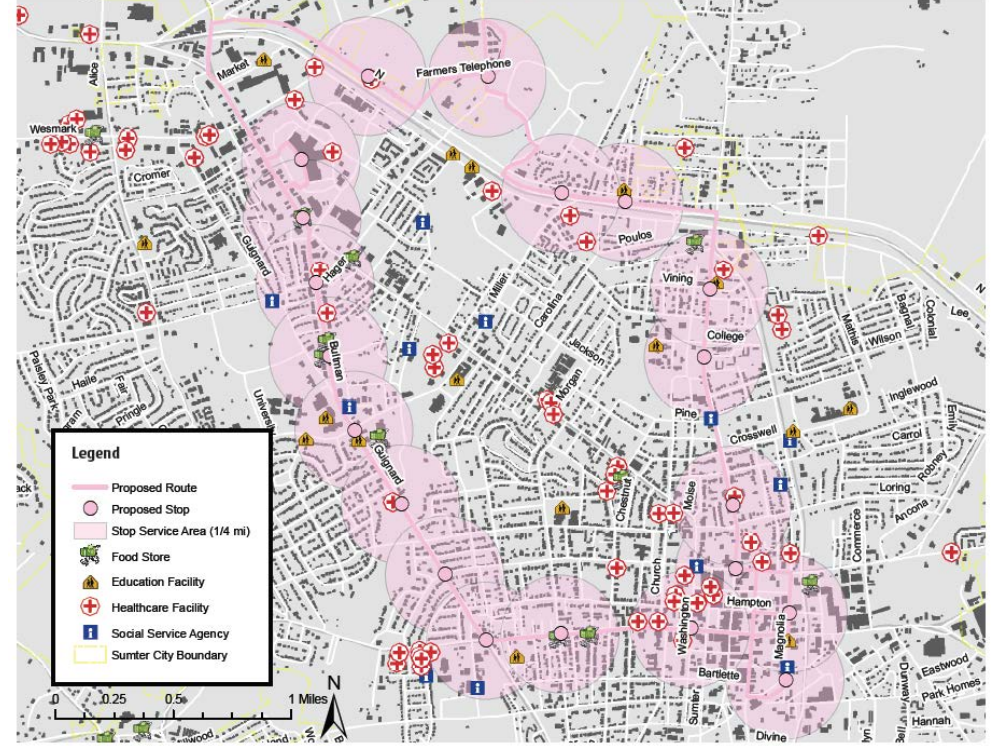 Alice
Market
Farmers Telephone
N
Wesmark
Cromer
Guignard
Hager
Poulos
Miller
Vining
Carolina
N
Lee
Colonial
Bagnal
Mathis
Wilson
College
Bultman
Jackson
Morgan
Paisley Park
Haile
Fair
Pringle
Inglewood
Pine
Crosswell
Emily
Carroll
Robney
Guignard
Loring
Ancona
Chestnut
Moise
Commerce
Church
Hampton
Washington
Magnolia
Bartlette
Eastwood
Park Homes
Dunway
Sumter
Hannah
Divine
Legend
Proposed Route
Proposed Stop
Stop Service Area (1/4 mi)
Food Store
Education Facility
Healthcare Facility
Social Service Agency
Sumter City Boundary
0 0.25 0.5 1 Miles
N